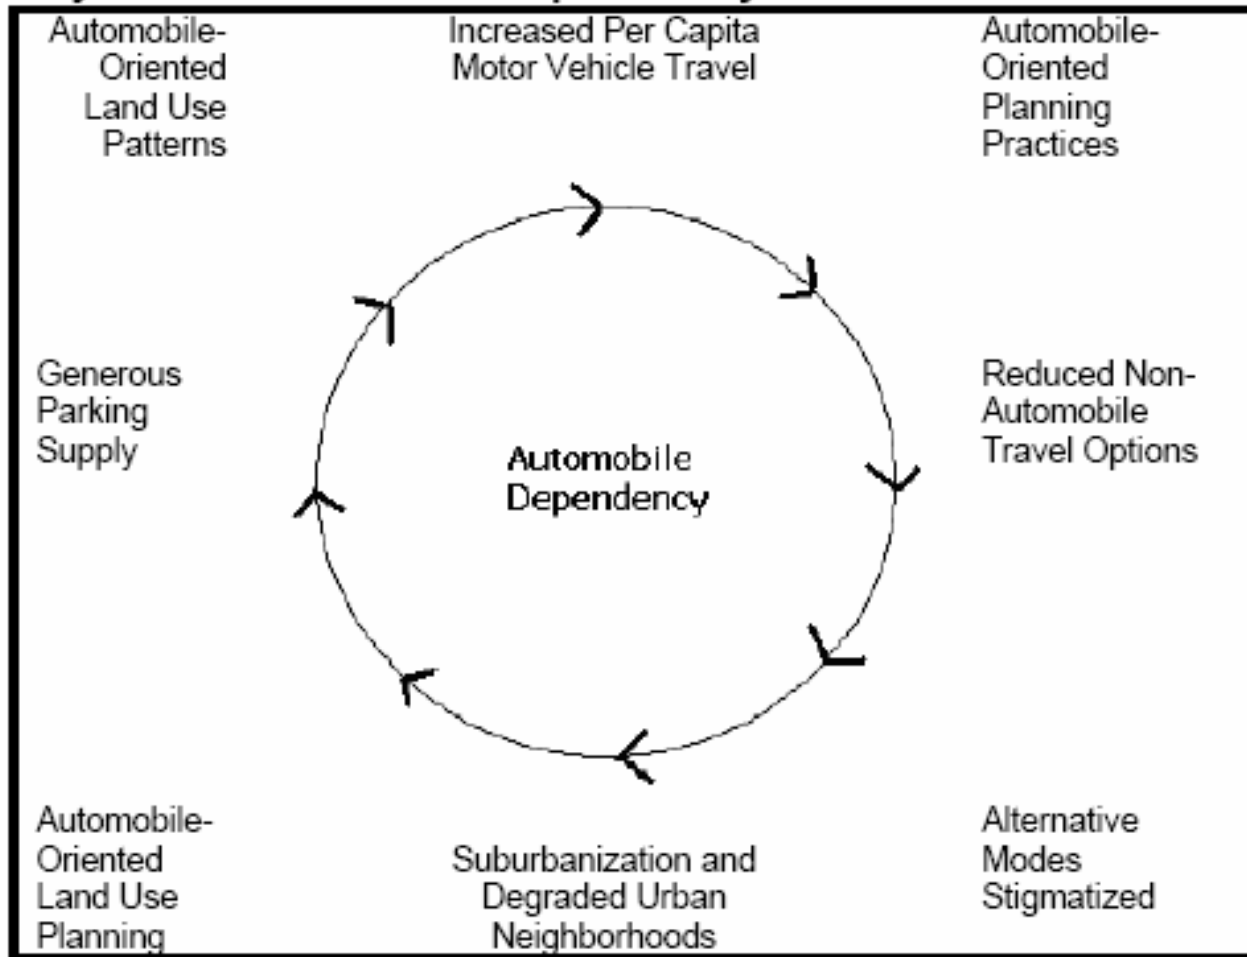 Automobile-
Oriented
Land Use
Patterns
Increased Per Capita
Motor Vehicle Travel
Automobile-
Oriented
Planning
Practices
Generous
Parking
Supply
Automobile
Dependency
Reduced Non-
Automobile
Travel Options
Automobile-
Oriented
Land Use
Planning
Suburbanization and
Degraded Urban
Neighborhoods
Alternative
Modes
Stigmatized